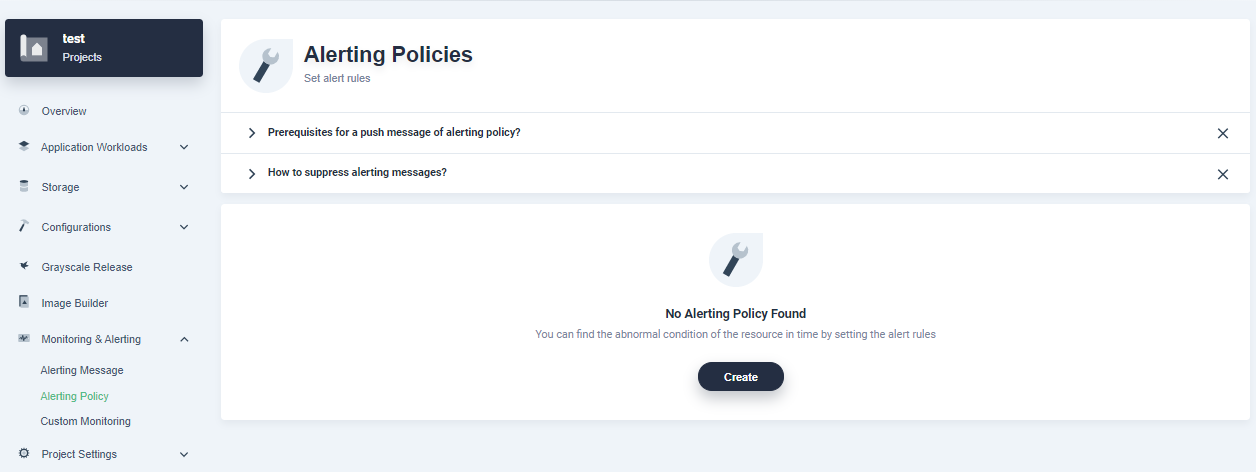 test
Projects
Overview
Application Workloads
Storage
Configurations
Grayscale Release
Image Builder
Monitoring & Alerting
Alerting Message
Alerting Policy
Custom Monitoring
Project Settings
Alerting Policies
Set alert rules
Prerequisites for a push message of alerting policy?
How to suppress alerting messages?
No Alerting Policy Found
You can find the abnormal condition of the resource in time by setting the alert rules
Create